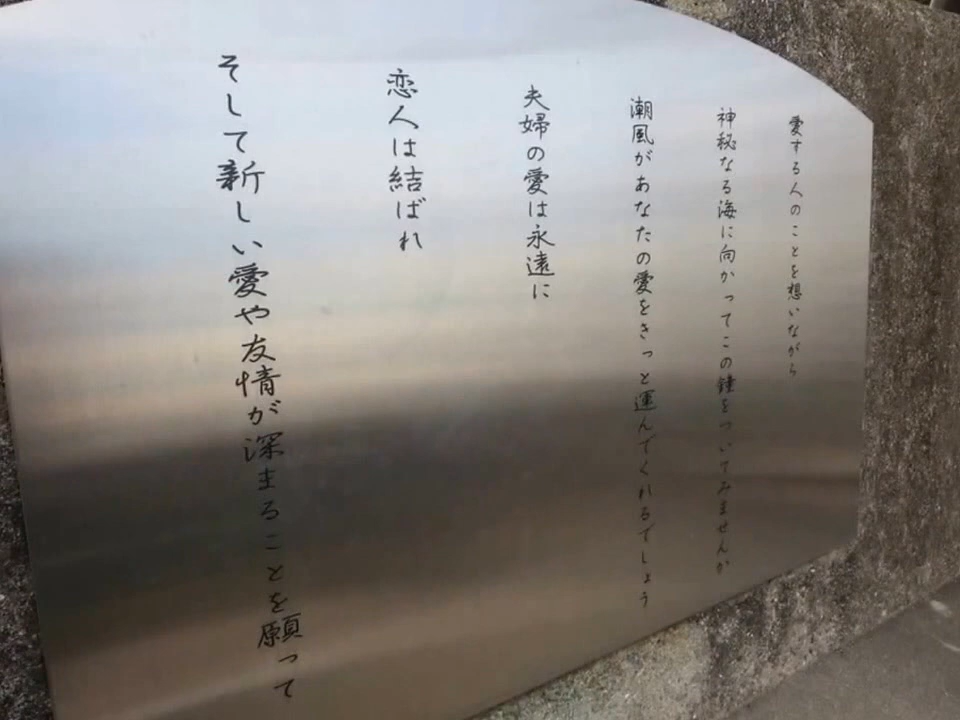 愛する人のことを想いながら
神秘なる海に向かってこの鐘をついてみませんか
潮風があなたの愛をきっと運んでくれるでしょう
夫婦の愛は永遠に
恋人は結ばれ
そして新しい愛や友情が深まることを願って